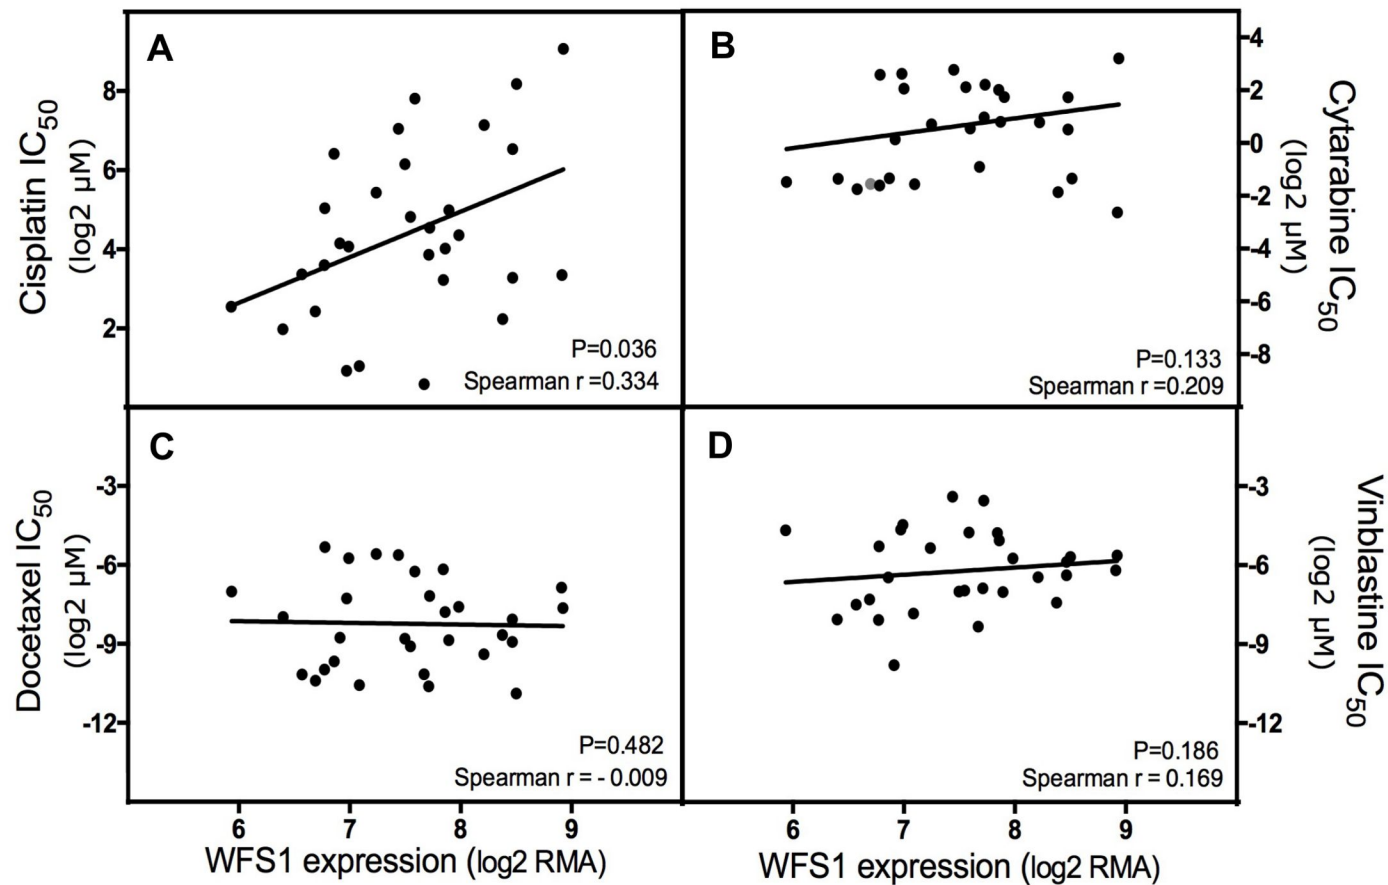 A
8
6
4
2
Cisplatin IC50
(log2 µM)
P=0.036
Spearman r =0.334
B
4
2
0
-2
-4
-6
-8
Cytarabine IC50
(log2 µM)
P=0.133
Spearman r =0.209
C
-3
-6
-9
-12
Docetaxel IC50
(log2 µM)
P=0.482
Spearman r = - 0.009
6 7 8 9
WFS1 expression (log2 RMA)
D
-3
-6
-9
-12
Vinblastine IC50
(log2 µM)
P=0.186
Spearman r = 0.169
6 7 8 9
WFS1 expression (log2 RMA)